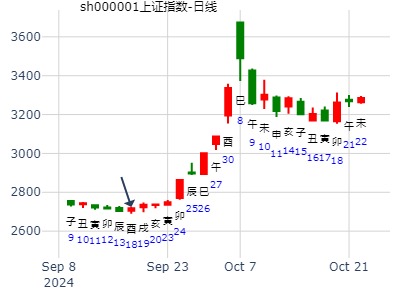 sh000001上证指数-日线
3600
3400
3200
3000
2800
2600
子 丑 寅 卯 辰 酉 戌 亥 寅 卯 辰 巳 午 酉 巳 午 未 申 亥 子 丑 寅 卯 午 未
9 10 11 12 13 18 19 20 23 24 25 26 27 30 8 9 10 11 14 15 16 17 18 21 22
Sep 8 Sep 23 Oct 7 Oct 21
2024